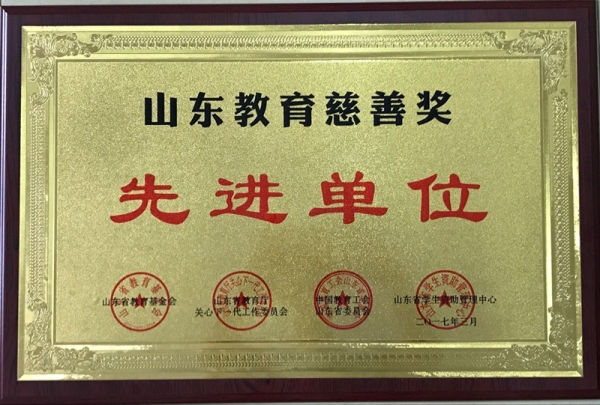 山东教育慈善奖
先进单位
山东省教育基金会
山东省教育厅
关心下一代工作委员会
中国教育工会
山东省委员会
山东省学生资助管理中心
二〇一七年三月